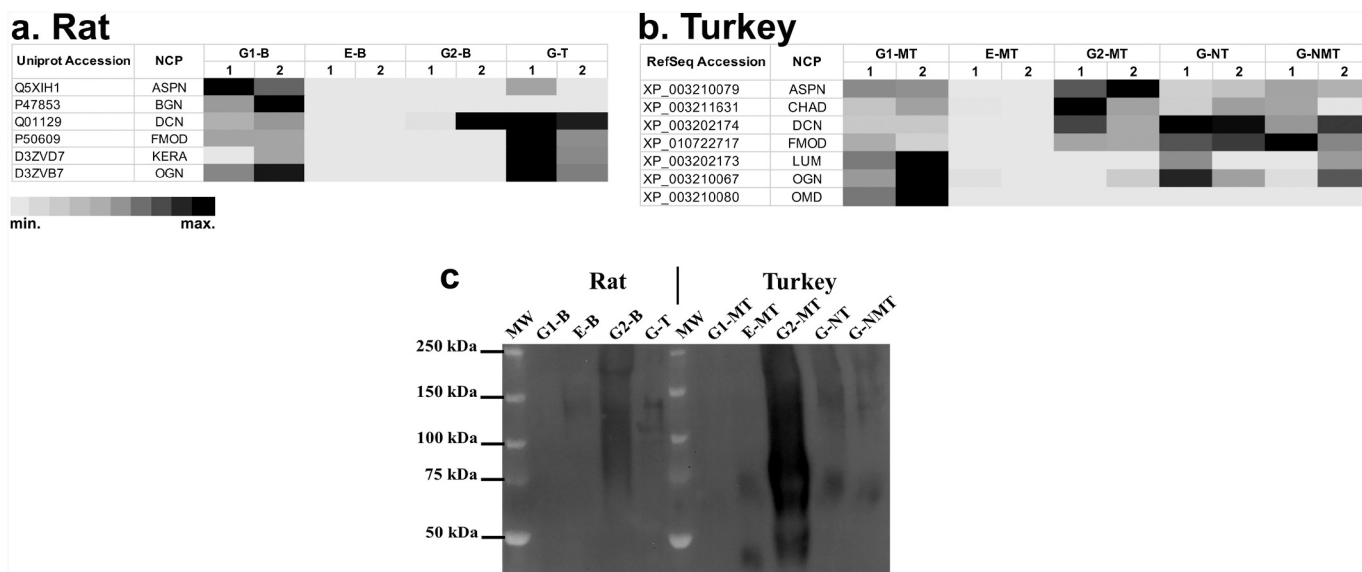 a. Rat
Uniprot Accession NCP G1-B E-B G2-B G-T
1 2 1 2 1 2 1 2
Q5XIH1 ASPN
P47853 BGN
Q01129 DCN
P50609 FMOD
D3ZVD7 KERA
D3ZVB7 OGN
min. max.
b. Turkey
RefSeq Accession NCP G1-MT E-MT G2-MT G-NT G-NMT
1 2 1 2 1 2 1 2 1 2
XP_003210079 ASPN
XP_003211631 CHAD
XP_003202174 DCN
XP_010722717 FMOD
XP_003202173 LUM
XP_003210067 OGN
XP_003210080 OMD
c Rat Turkey
MW G1-B E-B G2-B G-T MW G1-MT E-MT G2-MT G-NT G-NMT
250 kDa
150 kDa
100 kDa
75 kDa
50 kDa